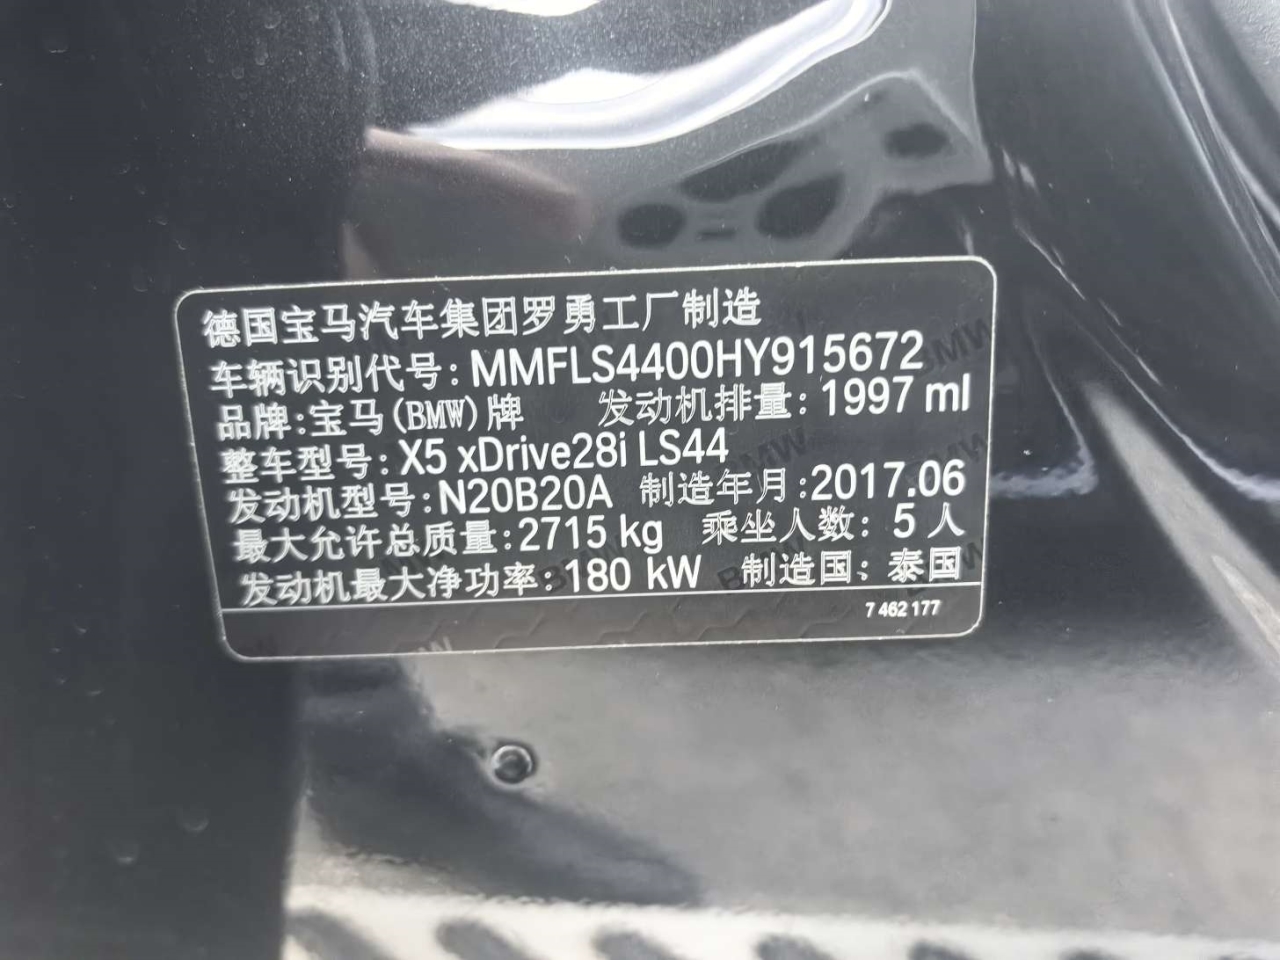 德国宝马汽车集团罗勇工厂制造
车辆识别代号: MMFLS4400HY915672
品牌: 宝马(BMW)牌 发动机排量: 1997 ml
整车型号: X5 xDrive28i LS44
发动机型号: N20B20A 制造年月: 2017.06
最大允许总质量: 2715 kg 乘坐人数: 5 人
发动机最大净功率: 180 kW 制造国: 泰国
7 462 177